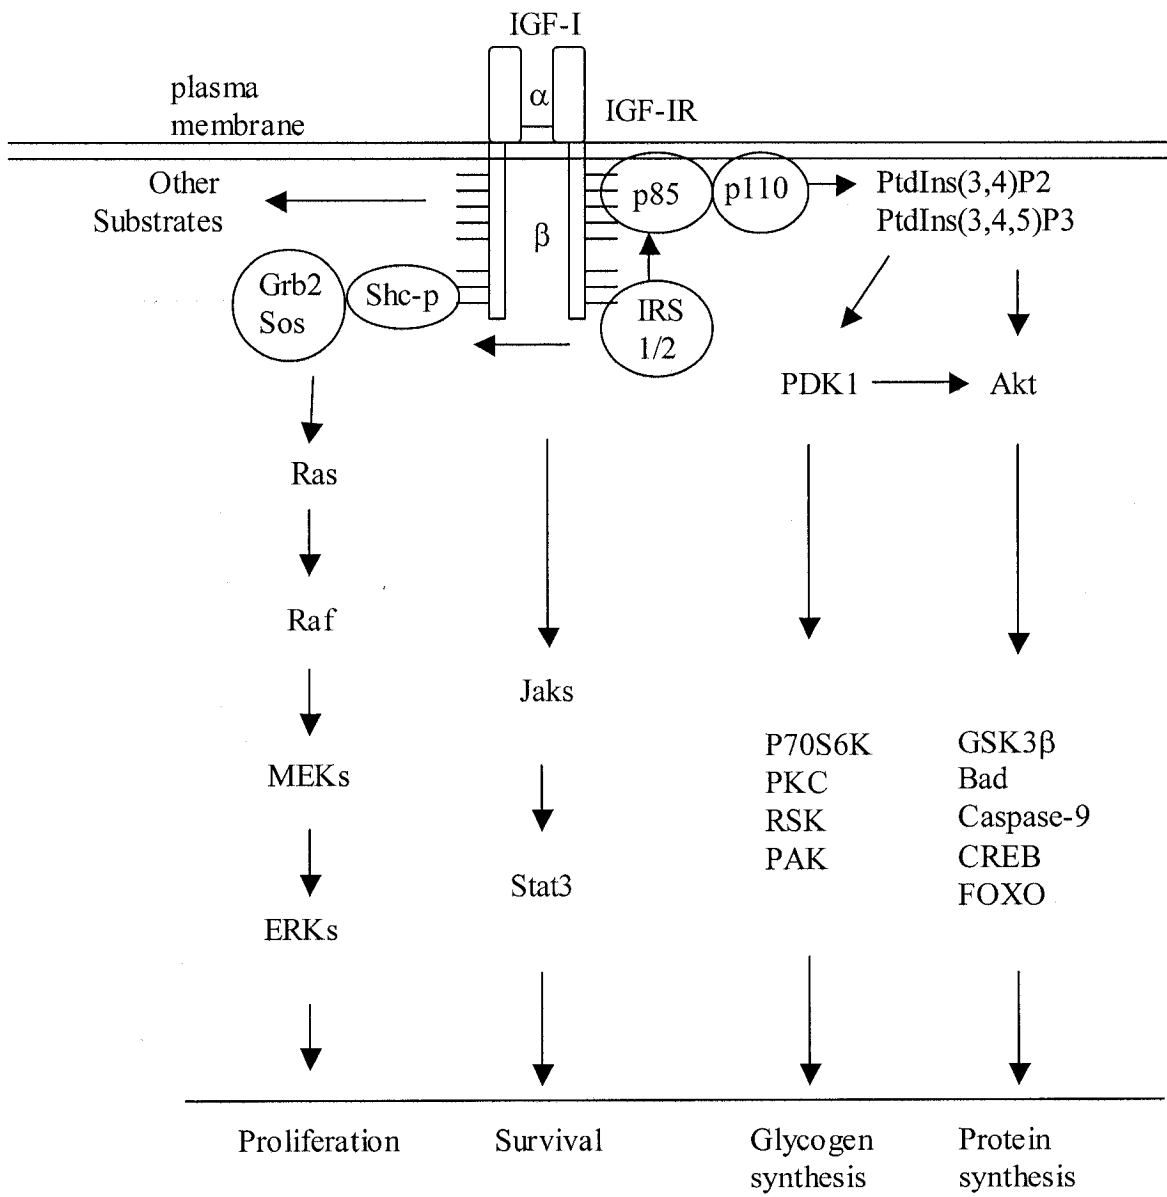 IGF-I
plasma
membrane
α
IGF-IR
Other
Substrates
β
p85
p110
PtdIns(3,4)P2
PtdIns(3,4,5)P3
Grb2
Sos
Shc-p
IRS
1/2
PDK1
Akt
Ras
Raf
MEKs
ERKs
Jaks
Stat3
P70S6K
PKC
RSK
PAK
GSK3β
Bad
Caspase-9
CREB
FOXO
Proliferation
Survival
Glycogen
synthesis
Protein
synthesis